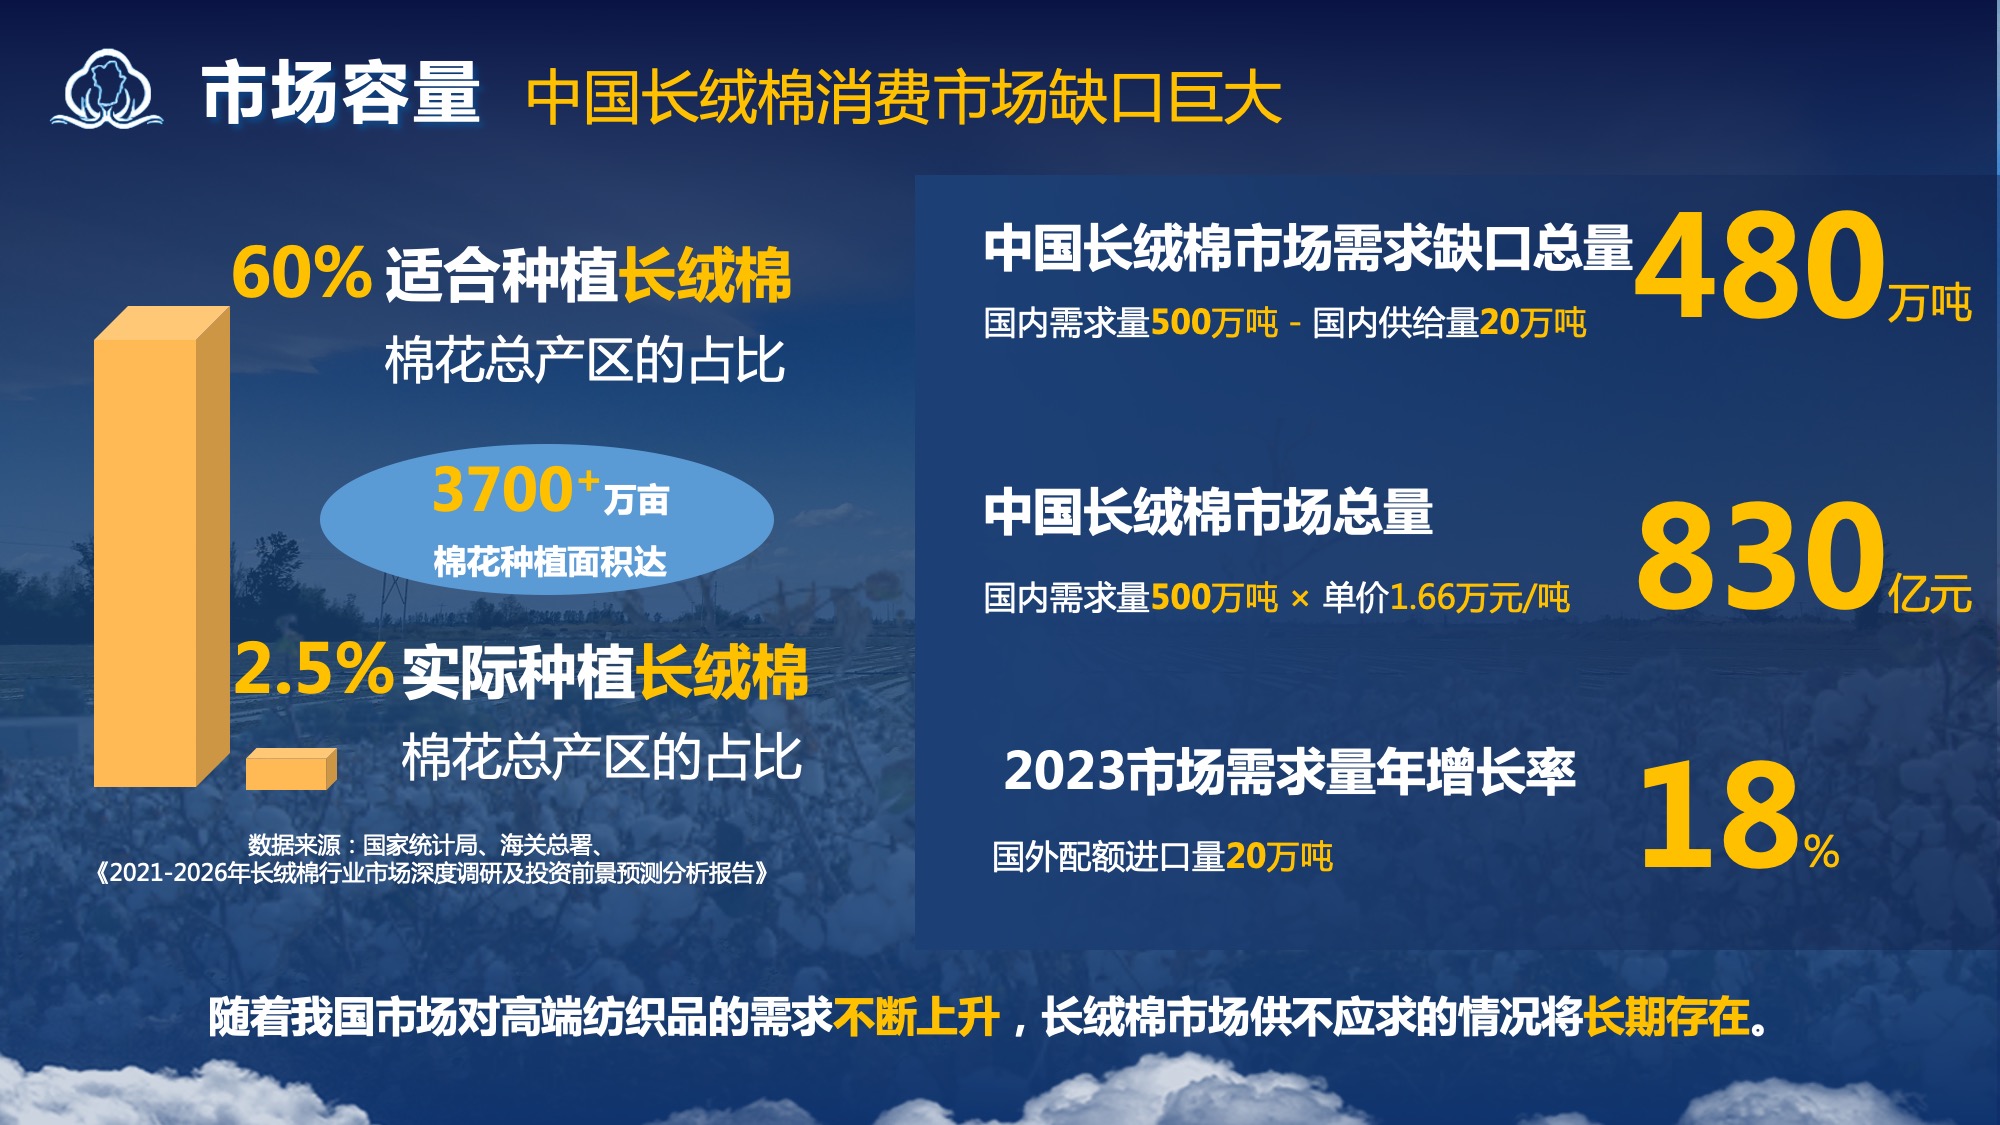 市场容量 中国长绒棉消费市场缺口巨大
60% 适合种植长绒棉
棉花总产区的占比
3700+万亩
棉花种植面积达
2.5% 实际种植长绒棉
棉花总产区的占比
数据来源：国家统计局、海关总署、
《2021-2026年长绒棉行业市场深度调研及投资前景预测分析报告》
中国长绒棉市场需求缺口总量 480万吨
国内需求量500万吨 - 国内供给量20万吨
中国长绒棉市场总量 830亿元
国内需求量500万吨 × 单价1.66万元/吨
2023市场需求量年增长率 18%
国外配额进口量20万吨
随着我国市场对高端纺织品的需求不断上升，长绒棉市场供不应求的情况将长期存在。